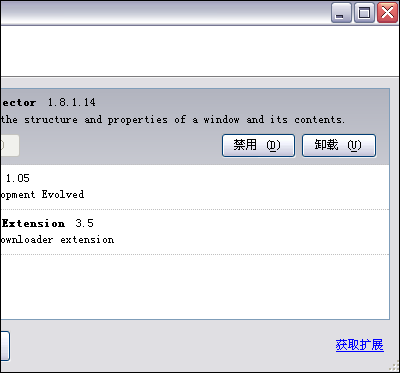 ector 1.8.1.14
the structure and properties of a window and its contents.
禁用 (D) 卸载 (U)
1.05
opment Evolved
Extension 3.5
ownloader extension
获取扩展